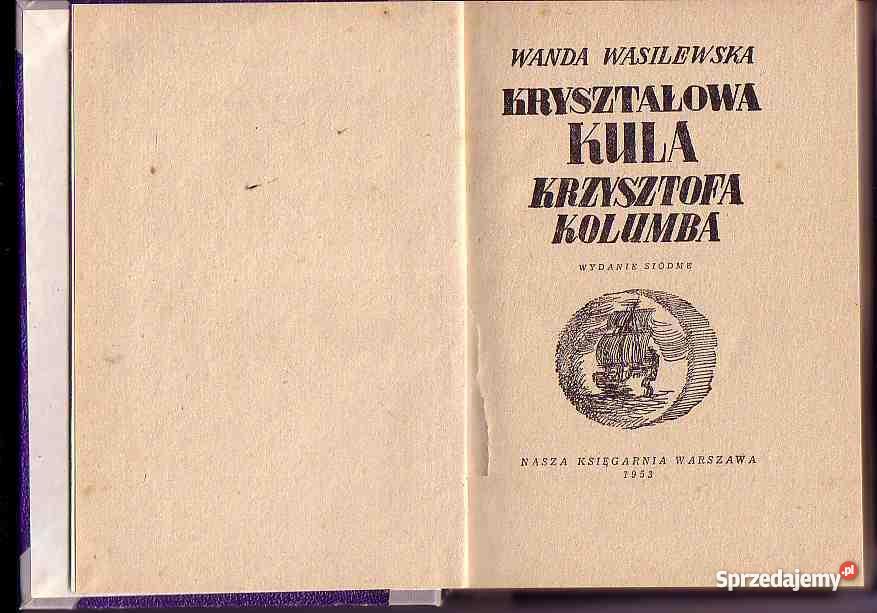 WANDA WASILEWSKA
KRYSZTAŁOWA
KULA
KRZYSZTOFA
KOLUMBA
WYDANIE SIÓDME
NASZA KSIĘGARNIA WARSZAWA
1953
Sprzedajemy.pl